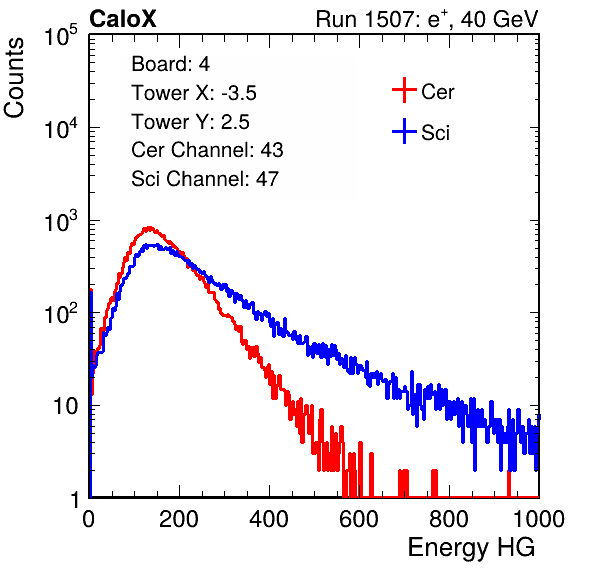 CaloX Run 1507: e⁺, 40 GeV
Counts
10⁵
10⁴
10³
10²
10
1
Board: 4
Tower X: -3.5
Tower Y: 2.5
Cer Channel: 43
Sci Channel: 47
Cer
Sci
0 200 400 600 800 1000
Energy HG